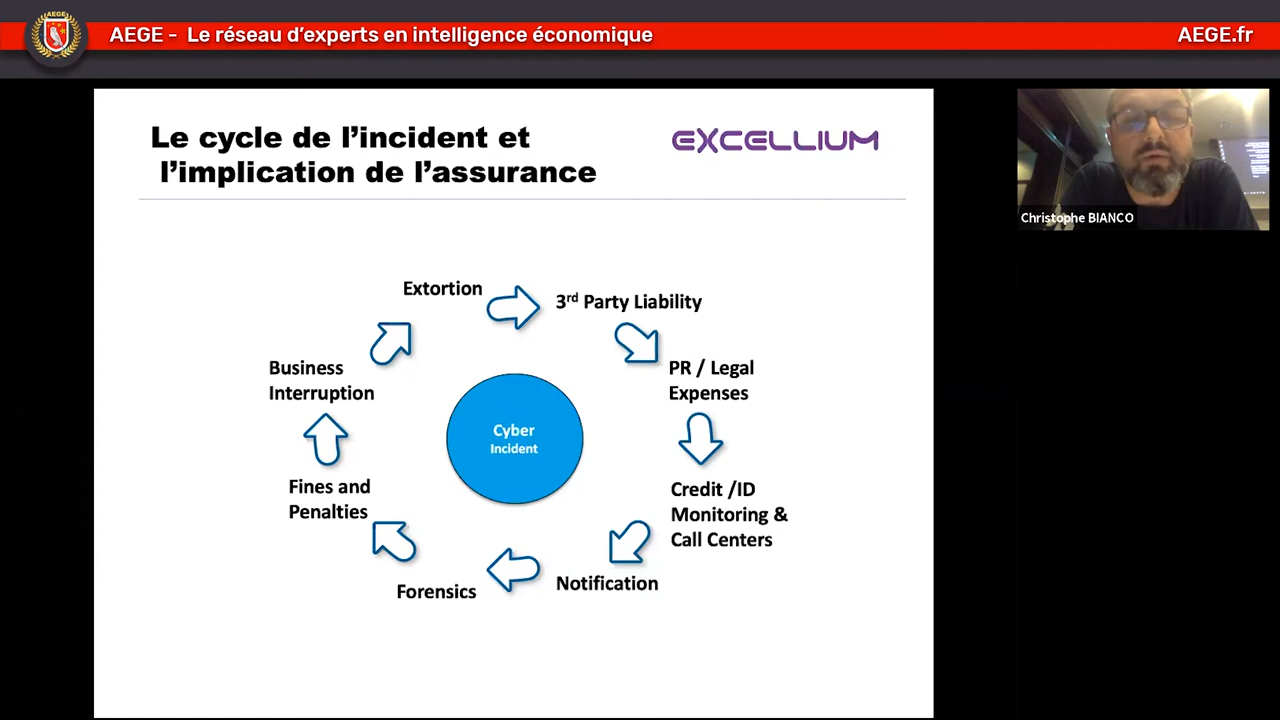 AEGE
AEGE - Le réseau d'experts en intelligence économique
AEGE.fr
Le cycle de l'incident et
l'implication de l'assurance
EXCELLIUM
Christophe BIANCO
Extortion
3rd Party Liability
Business
Interruption
PR / Legal
Expenses
Cyber
Incident
Fines and
Penalties
Credit /ID
Monitoring &
Call Centers
Forensics
Notification